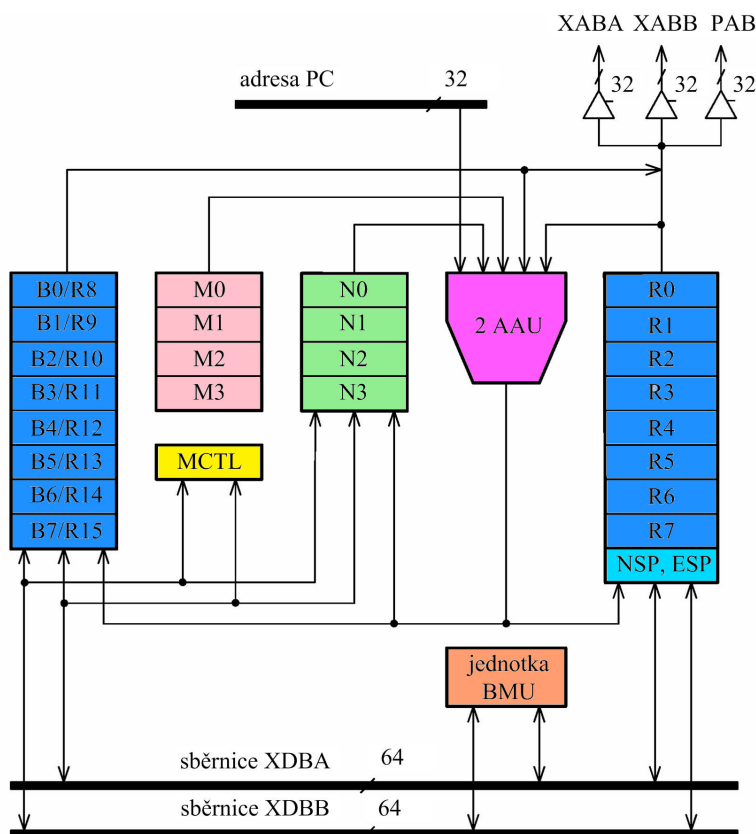 XABA XABB PAB
adresa PC 32
32 32 32
B0/R8
B1/R9
B2/R10
B3/R11
B4/R12
B5/R13
B6/R14
B7/R15
M0
M1
M2
M3
MCTL
N0
N1
N2
N3
2 AAU
R0
R1
R2
R3
R4
R5
R6
R7
NSP, ESP
jednotka
BMU
sběrnice XDBA 64
sběrnice XDBB 64